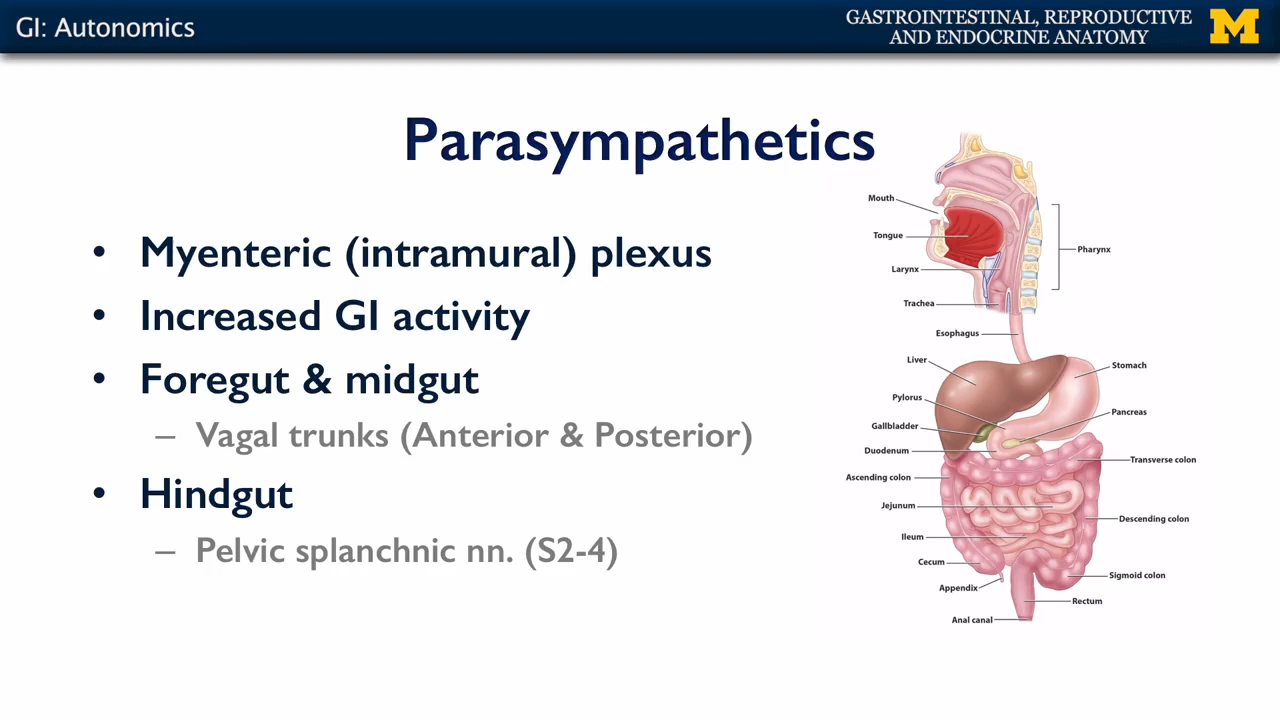 GI: Autonomics
GASTROINTESTINAL, REPRODUCTIVE
AND ENDOCRINE ANATOMY
M
Parasympathetics
• Myenteric (intramural) plexus
• Increased GI activity
• Foregut & midgut
– Vagal trunks (Anterior & Posterior)
• Hindgut
– Pelvic splanchnic nn. (S2-4)
Mouth
Tongue
Larynx
Trachea
Pharynx
Esophagus
Liver
Stomach
Pylorus
Pancreas
Gallbladder
Duodenum
Transverse colon
Ascending colon
Jejunum
Descending colon
Ileum
Cecum
Sigmoid colon
Appendix
Rectum
Anal canal